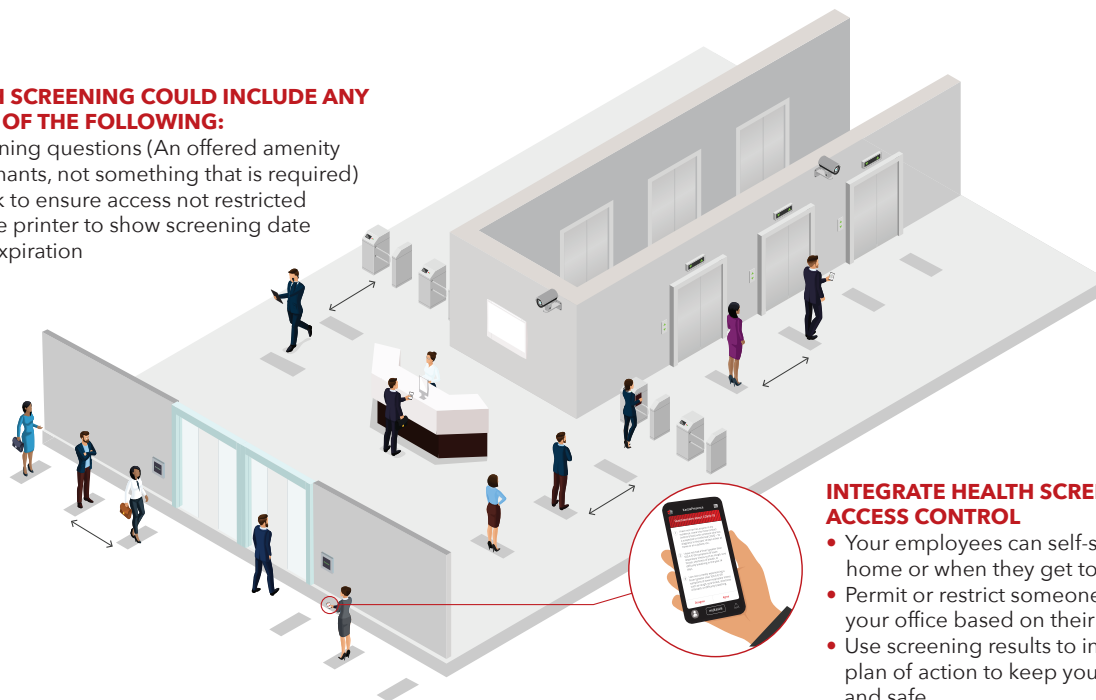 SCREENING COULD INCLUDE ANY
OF THE FOLLOWING:
ning questions (An offered amenity
nants, not something that is required)
k to ensure access not restricted
e printer to show screening date
xpiration
INTEGRATE HEALTH SCREE
ACCESS CONTROL
• Your employees can self-s
home or when they get to
• Permit or restrict someone
your office based on their
• Use screening results to in
plan of action to keep you
and safe